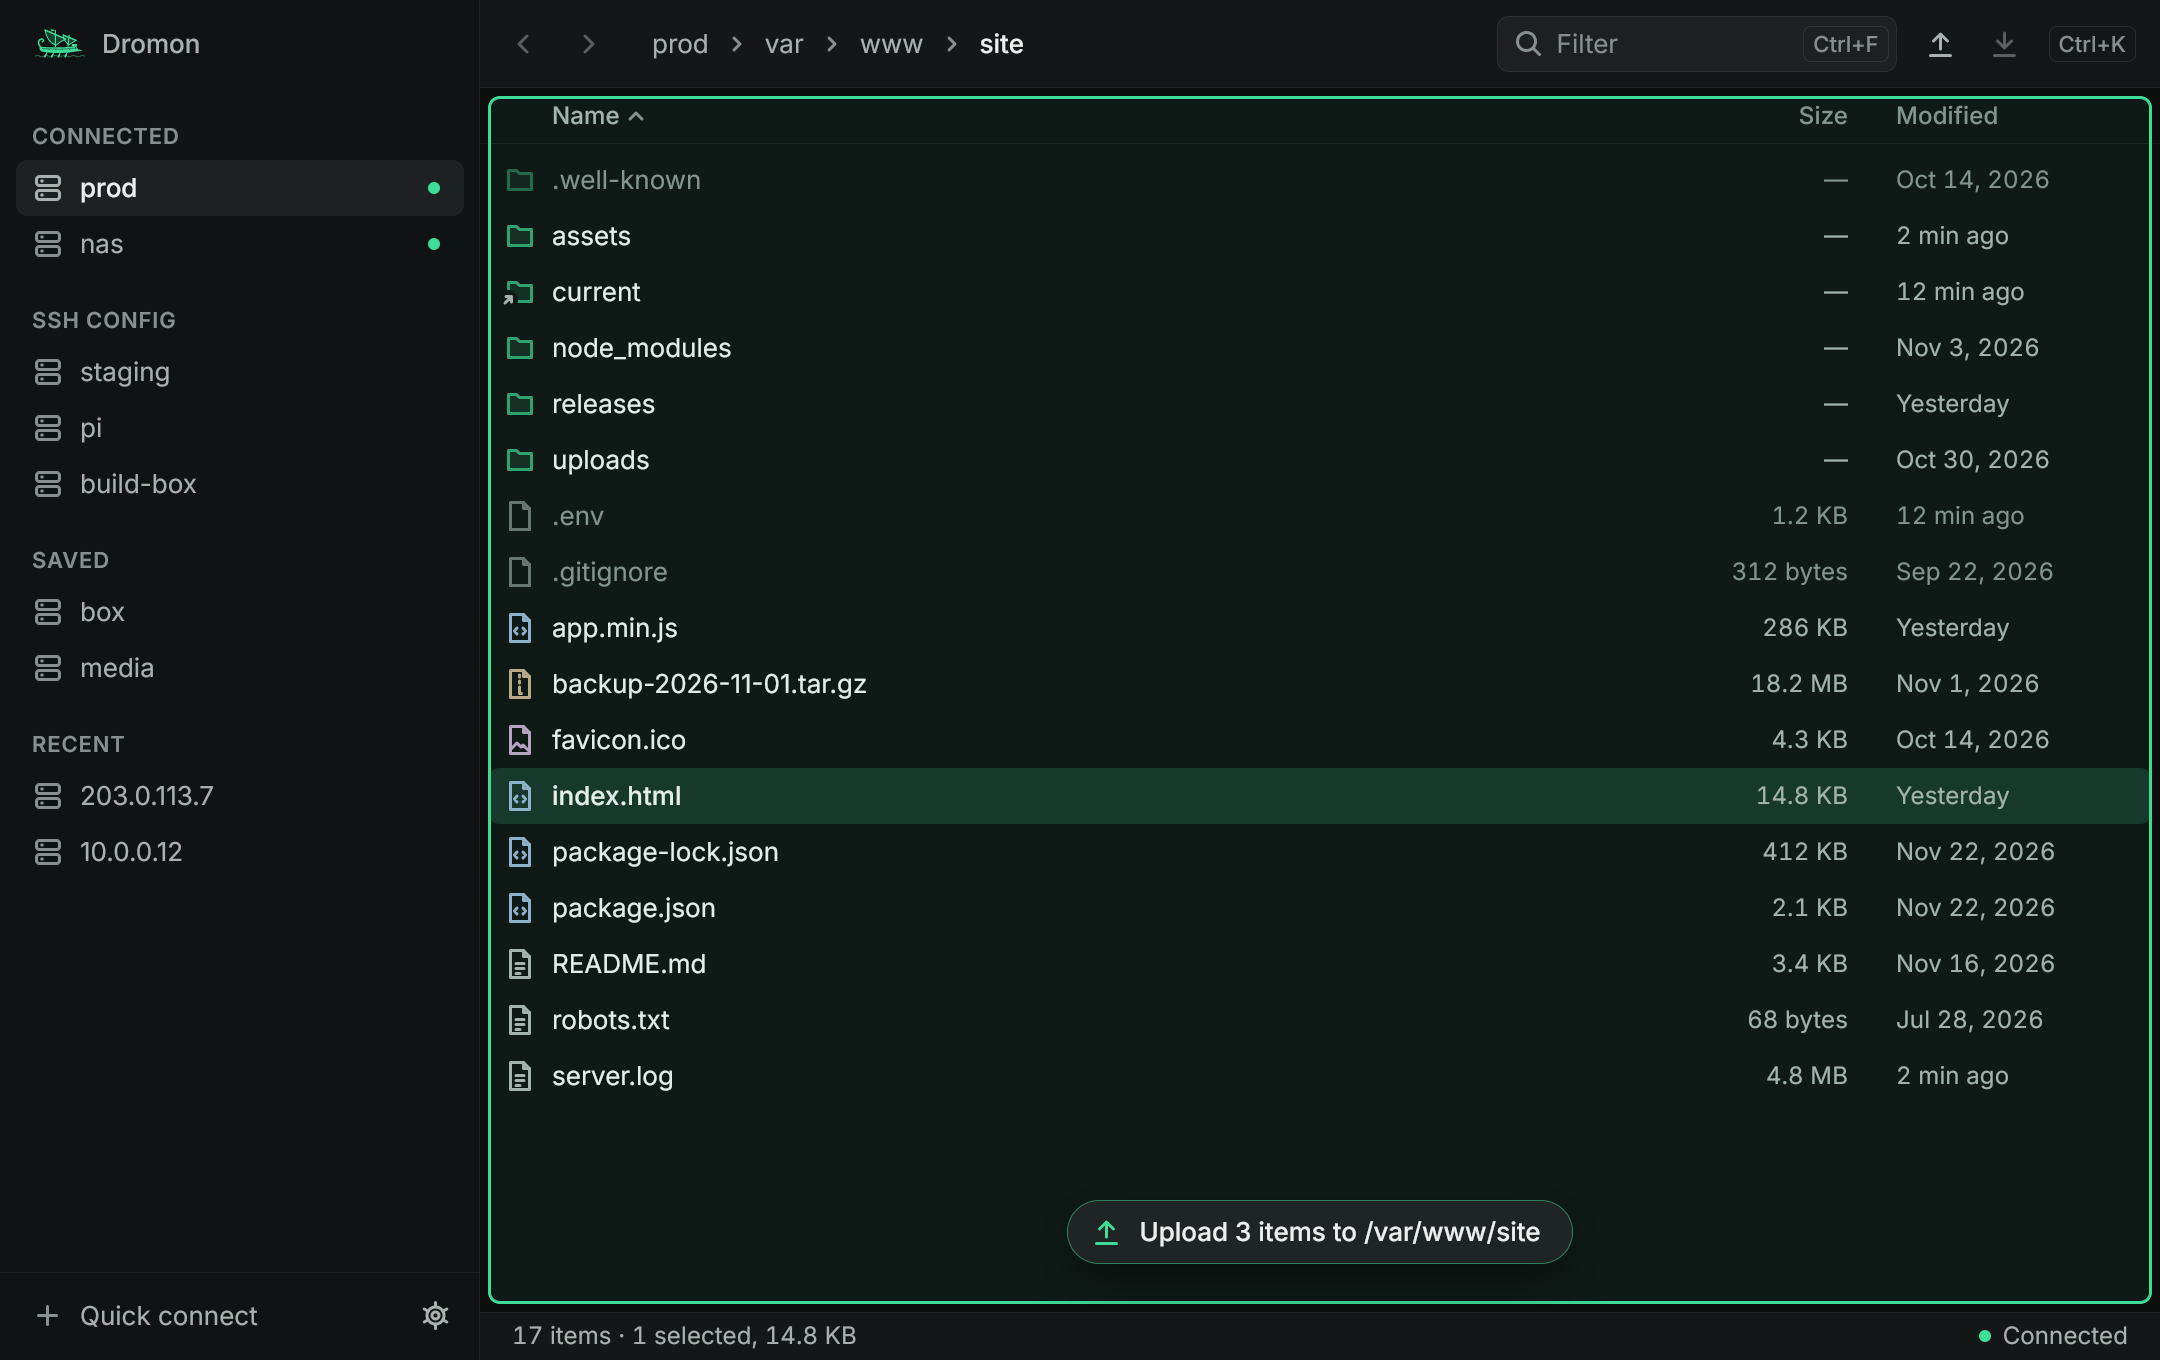 Dromon
CONNECTED
prod
nas
SSH CONFIG
staging
pi
build-box
SAVED
box
media
RECENT
203.0.113.7
10.0.0.12
Quick connect
prod > var > www > site
Filter Ctrl+F
Ctrl+K
Name Size Modified
.well-known — Oct 14, 2026
assets — 2 min ago
current — 12 min ago
node_modules — Nov 3, 2026
releases — Yesterday
uploads — Oct 30, 2026
.env 1.2 KB 12 min ago
.gitignore 312 bytes Sep 22, 2026
app.min.js 286 KB Yesterday
backup-2026-11-01.tar.gz 18.2 MB Nov 1, 2026
favicon.ico 4.3 KB Oct 14, 2026
index.html 14.8 KB Yesterday
package-lock.json 412 KB Nov 22, 2026
package.json 2.1 KB Nov 22, 2026
README.md 3.4 KB Nov 16, 2026
robots.txt 68 bytes Jul 28, 2026
server.log 4.8 MB 2 min ago
Upload 3 items to /var/www/site
17 items · 1 selected, 14.8 KB
Connected